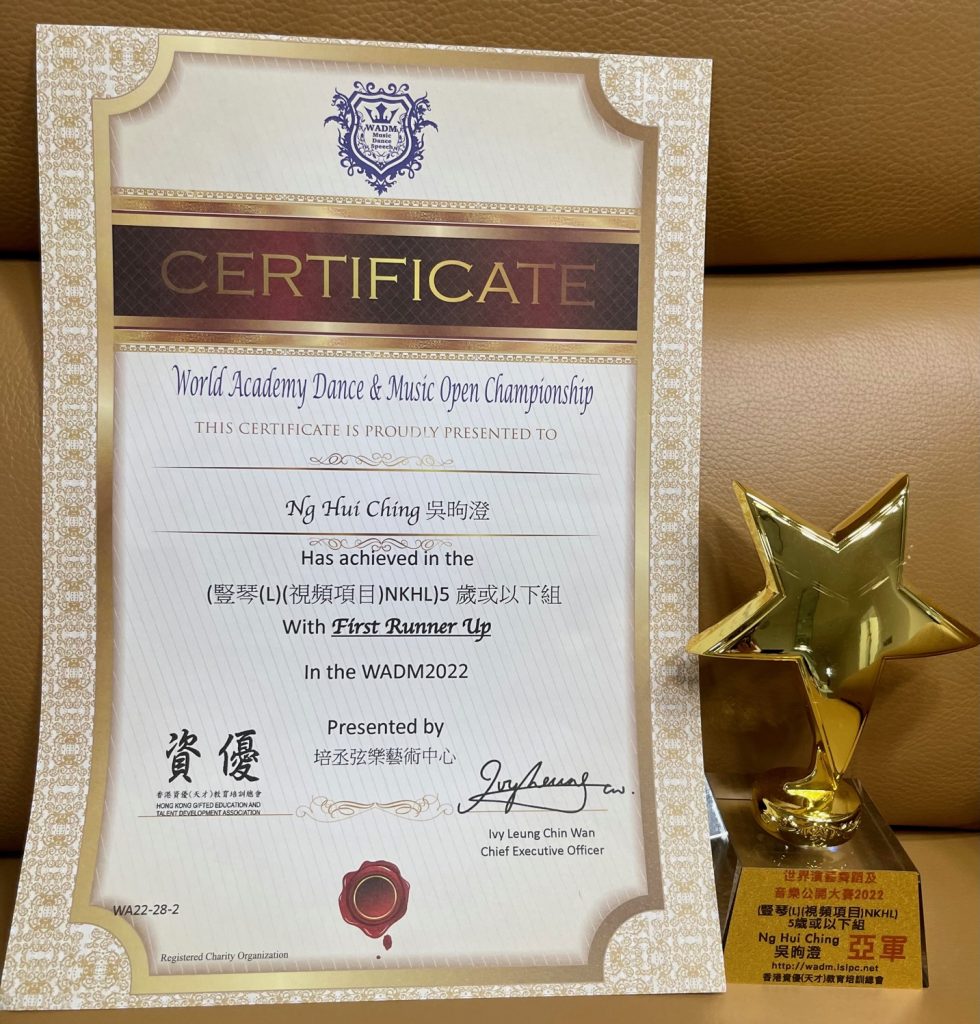 WADM
Music
Dance
Speech
CERTIFICATE
World Academy Dance & Music Open Championship
THIS CERTIFICATE IS PROUDLY PRESENTED TO
Ng Hui Ching 吳昫澄
Has achieved in the
(豎琴(L)(視頻項目)NKHL)5 歲或以下組
With First Runner Up
In the WADM2022
Presented by
培丞弦樂藝術中心
資優
香港資優(天才)教育培訓總會
HONG KONG GIFTED EDUCATION AND
TALENT DEVELOPMENT ASSOCIATION
Ivy Leung CW.
Ivy Leung Chin Wan
Chief Executive Officer
WA22-28-2
Registered Charity Organization
世界演藝舞蹈及
音樂公開大賽2022
(豎琴(L)(視頻項目)NKHL)
5歲或以下組
Ng Hui Ching
吳昫澄
亞軍
http://wadm.islpc.net
香港資優(天才)教育培訓總會